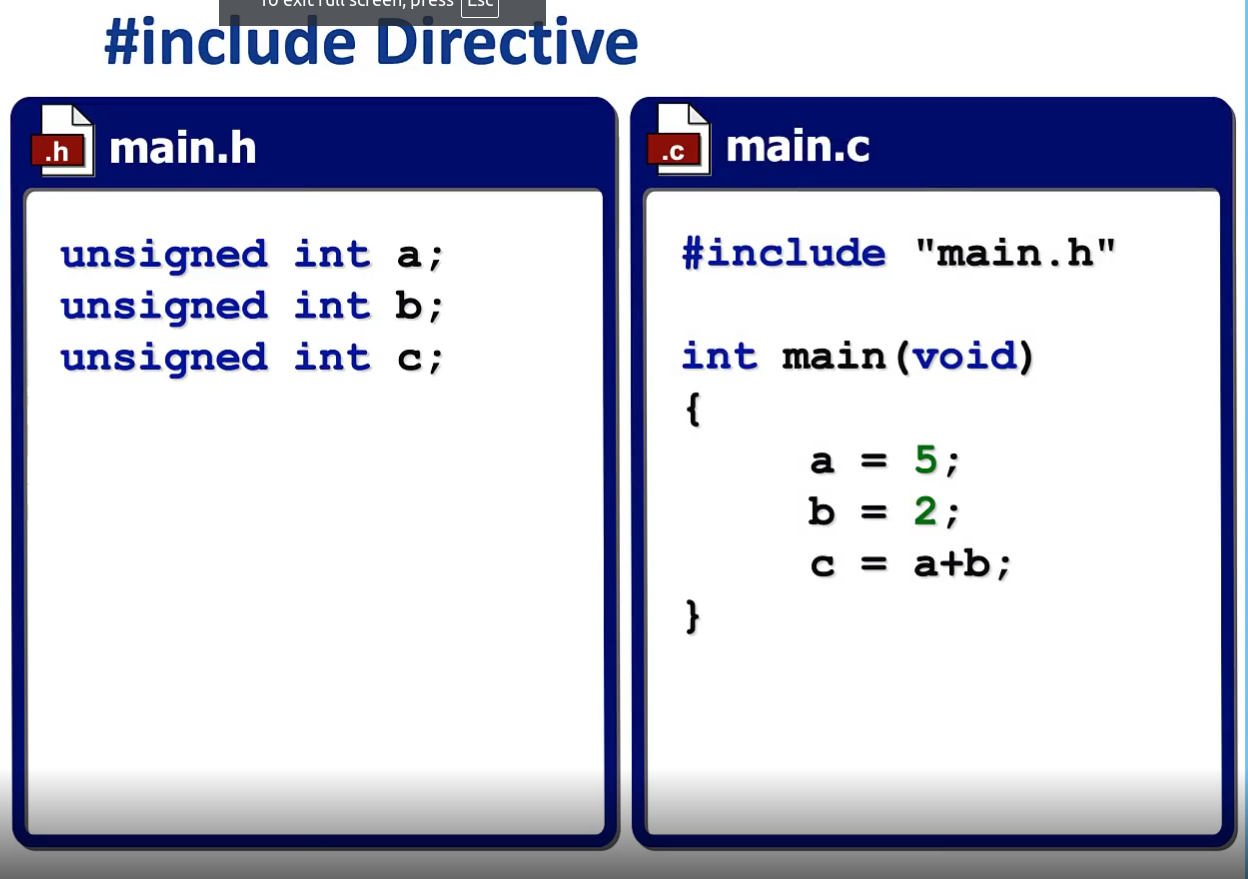 To exit full screen, press Esc
#include Directive
.h main.h
unsigned int a;
unsigned int b;
unsigned int c;
.c main.c
#include "main.h"
int main(void)
{
a = 5;
b = 2;
c = a+b;
}